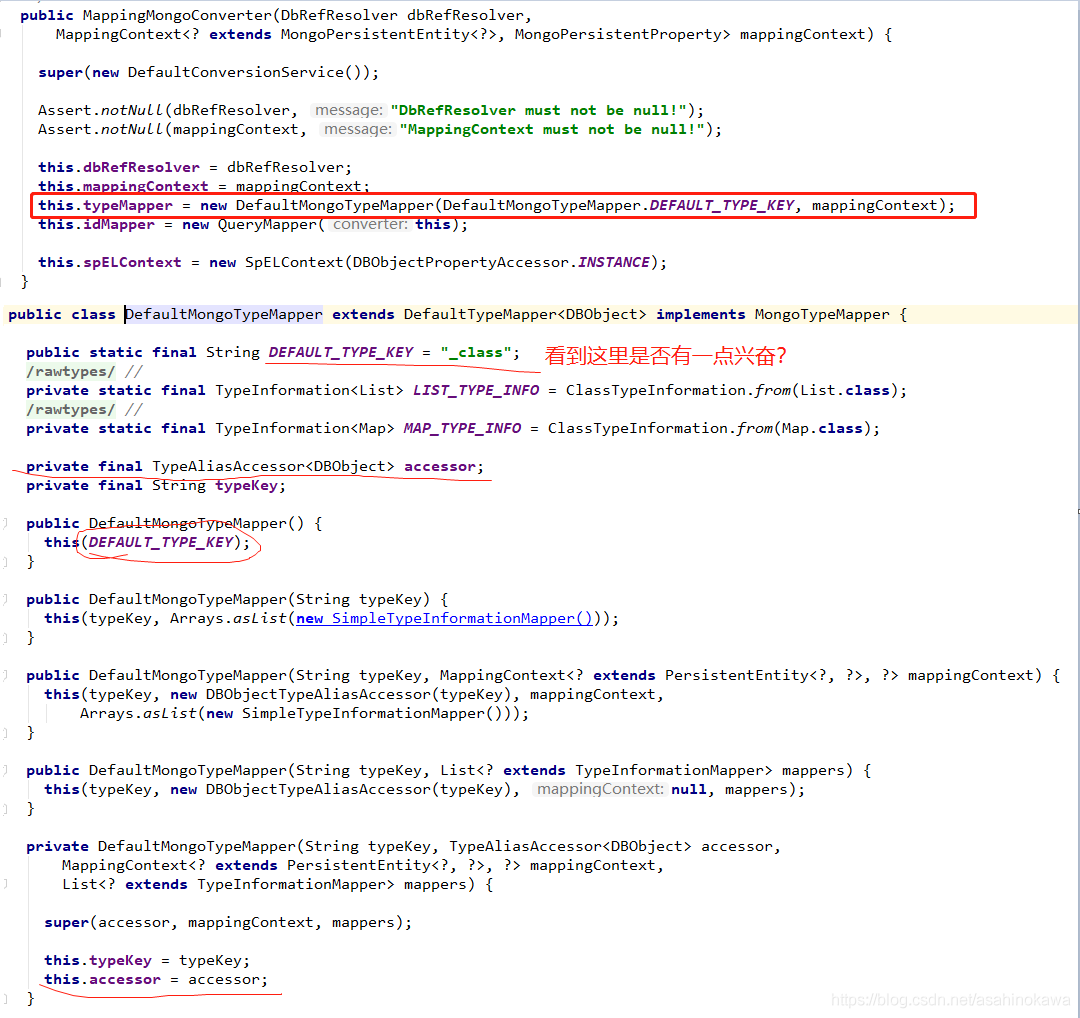 public MappingMongoConverter(DbRefResolver dbRefResolver,
MappingContext<? extends MongoPersistentEntity<?>, MongoPersistentProperty> mappingContext) {
super(new DefaultConversionService());
Assert.notNull(dbRefResolver, message: "DbRefResolver must not be null!");
Assert.notNull(mappingContext, message: "MappingContext must not be null!");
this.dbRefResolver = dbRefResolver;
this.mappingContext = mappingContext;
this.typeMapper = new DefaultMongoTypeMapper(DefaultMongoTypeMapper.DEFAULT_TYPE_KEY, mappingContext);
this.idMapper = new QueryMapper( converter: this);
this.spELContext = new SpELContext(DBObjectPropertyAccessor.INSTANCE);
}
public class DefaultMongoTypeMapper extends DefaultTypeMapper<DBObject> implements MongoTypeMapper {
public static final String DEFAULT_TYPE_KEY = "_class"; 看到这里是否有一点兴奋?
/rawtypes/ //
private static final TypeInformation<List> LIST_TYPE_INFO = ClassTypeInformation.from(List.class);
/rawtypes/ //
private static final TypeInformation<Map> MAP_TYPE_INFO = ClassTypeInformation.from(Map.class);
private final TypeAliasAccessor<DBObject> accessor;
private final String typeKey;
public DefaultMongoTypeMapper() {
this(DEFAULT_TYPE_KEY);
}
public DefaultMongoTypeMapper(String typeKey) {
this(typeKey, Arrays.asList(new SimpleTypeInformationMapper()));
}
public DefaultMongoTypeMapper(String typeKey, MappingContext<? extends PersistentEntity<?, ?>, ?> mappingContext) {
this(typeKey, new DBObjectTypeAliasAccessor(typeKey), mappingContext,
Arrays.asList(new SimpleTypeInformationMapper()));
}
public DefaultMongoTypeMapper(String typeKey, List<? extends TypeInformationMapper> mappers) {
this(typeKey, new DBObjectTypeAliasAccessor(typeKey), mappingContext: null, mappers);
}
private DefaultMongoTypeMapper(String typeKey, TypeAliasAccessor<DBObject> accessor,
MappingContext<? extends PersistentEntity<?, ?>, ?> mappingContext,
List<? extends TypeInformationMapper> mappers) {
super(accessor, mappingContext, mappers);
this.typeKey = typeKey;
this.accessor = accessor;
}
https://blog.csdn.net/asahinokawa